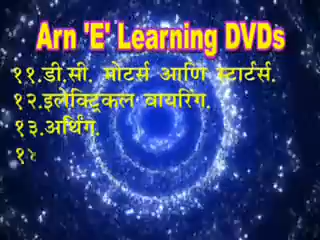 Arn 'E' Learning DVDs
११.डी.सी. मोटर्स आणि स्टार्टर्स.
१२.इलेक्ट्रिकल वायरिंग.
१३.अर्थिंग.